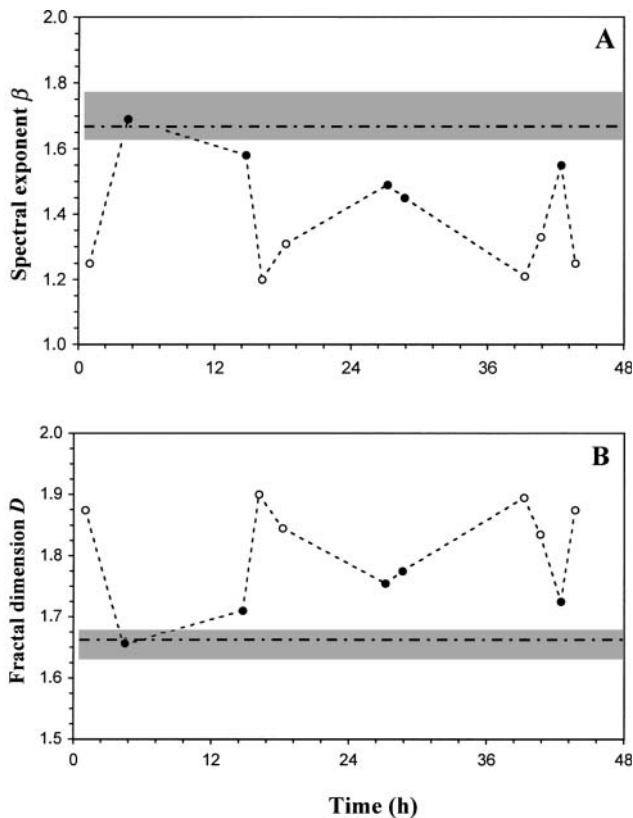 A
Spectral exponent β
2.0
1.8
1.6
1.4
1.2
1.0
0 12 24 36 48
B
Fractal dimension D
2.0
1.9
1.8
1.7
1.6
1.5
0 12 24 36 48
Time (h)